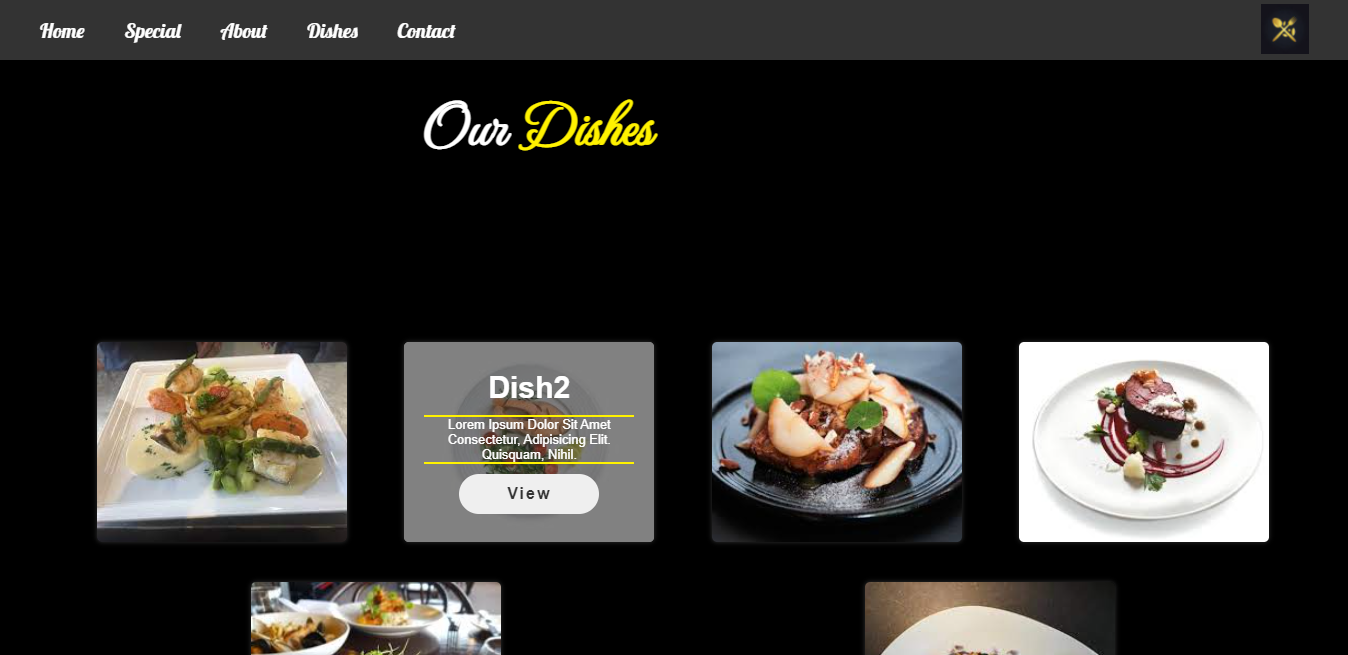 Home Special About Dishes Contact
Our Dishes
Dish2
Lorem Ipsum Dolor Sit Amet
Consectetur, Adipisicing Elit.
Quisquam, Nihil.
View